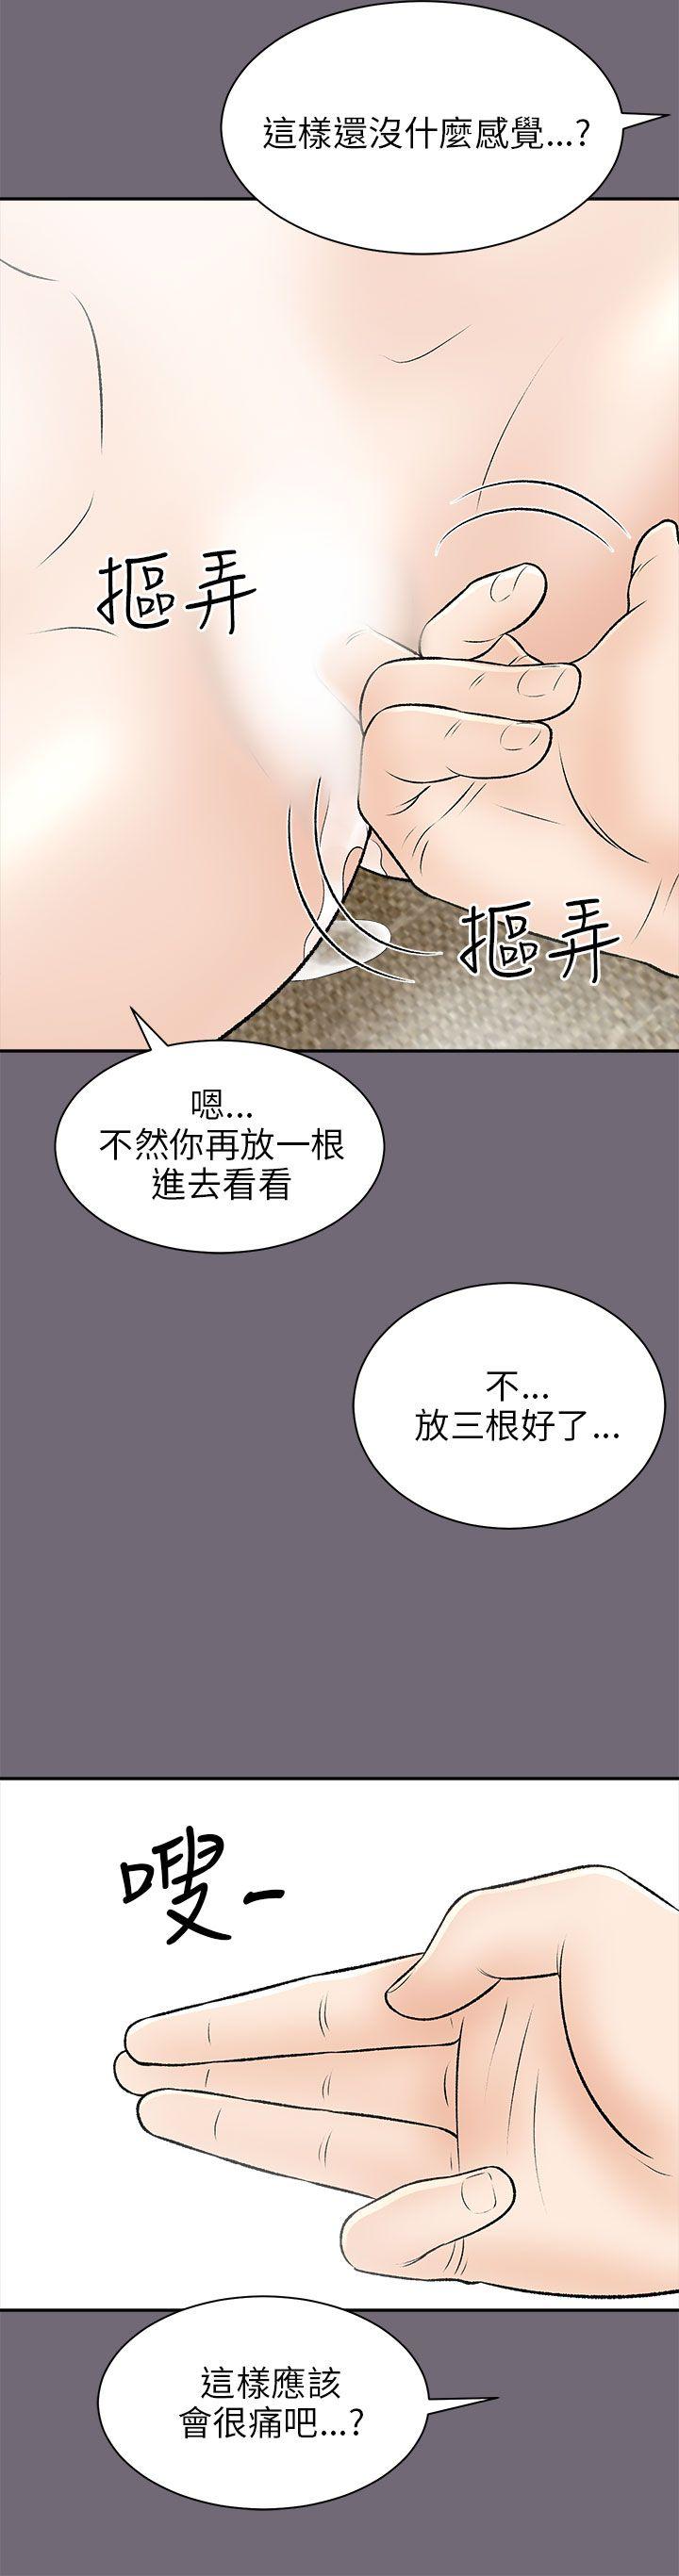 這樣還沒什麼感覺...?
摳弄
摳弄
嗯...
不然你再放一根
進去看看
不...
放三根好了...
嗖-
這樣應該
會很痛吧...?